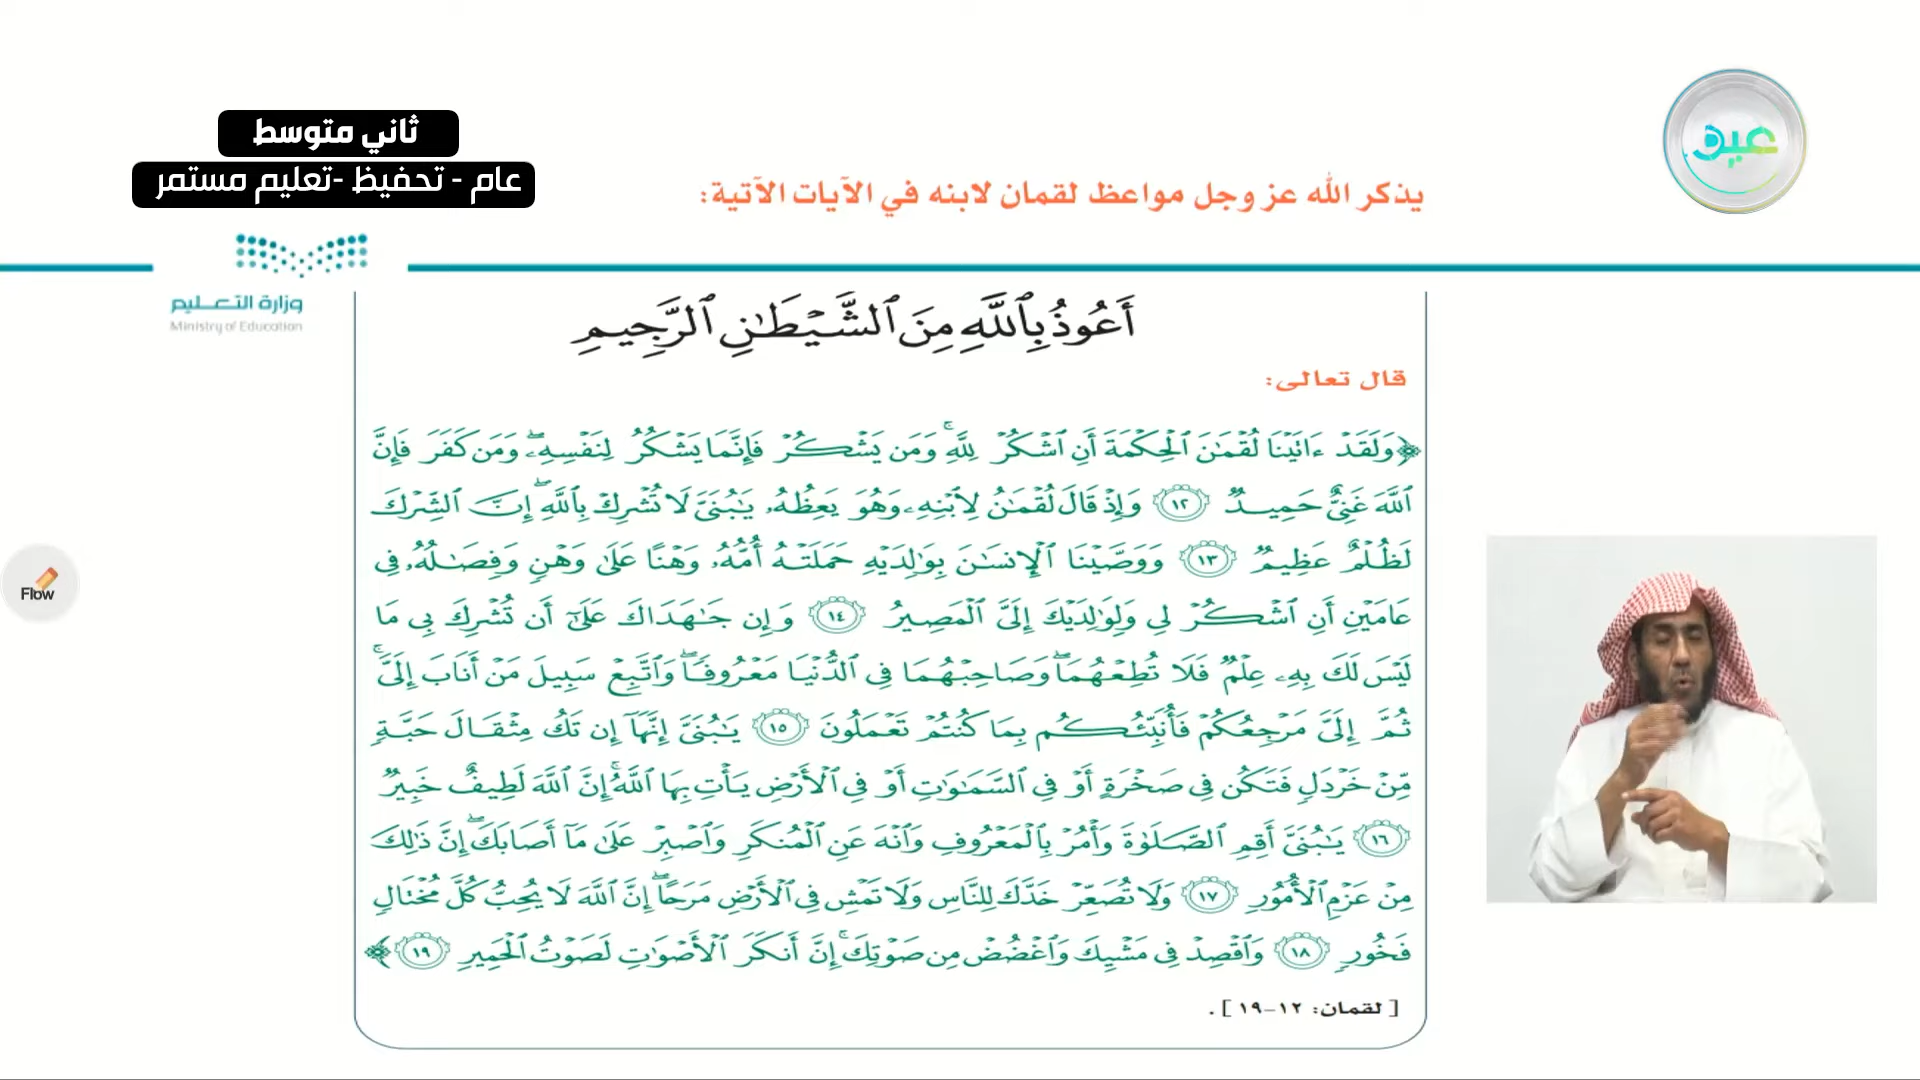 ثاني متوسط
عام - تحفيظ -تعليم مستمر
عين
يذكر الله عز وجل مواعظ لقمان لابنه في الآيات الآتية:
وزارة التعليم
Ministry of Education
أَعُوذُ بِٱللَّهِ مِنَ ٱلشَّيْطَٰنِ ٱلرَّجِيمِ
قال تعالى:
﴿وَلَقَدْ ءَاتَيْنَا لُقْمَٰنَ ٱلْحِكْمَةَ أَنِ ٱشْكُرْ لِلَّهِ ۚ وَمَن يَشْكُرْ فَإِنَّمَا يَشْكُرُ لِنَفْسِهِۦ ۖ وَمَن كَفَرَ فَإِنَّ
ٱللَّهَ غَنِىٌّ حَمِيدٌ ١٢ وَإِذْ قَالَ لُقْمَٰنُ لِٱبْنِهِۦ وَهُوَ يَعِظُهُۥ يَٰبُنَىَّ لَا تُشْرِكْ بِٱللَّهِ ۖ إِنَّ ٱلشِّرْكَ
لَظُلْمٌ عَظِيمٌ ١٣ وَوَصَّيْنَا ٱلْإِنسَٰنَ بِوَٰلِدَيْهِ حَمَلَتْهُ أُمُّهُۥ وَهْنًا عَلَىٰ وَهْنٍ وَفِصَٰلُهُۥ فِى
عَامَيْنِ أَنِ ٱشْكُرْ لِى وَلِوَٰلِدَيْكَ إِلَىَّ ٱلْمَصِيرُ ١٤ وَإِن جَٰهَدَاكَ عَلَىٰٓ أَن تُشْرِكَ بِى مَا
لَيْسَ لَكَ بِهِۦ عِلْمٌ فَلَا تُطِعْهُمَا ۖ وَصَاحِبْهُمَا فِى ٱلدُّنْيَا مَعْرُوفًا ۖ وَٱتَّبِعْ سَبِيلَ مَنْ أَنَابَ إِلَىَّ ۚ
ثُمَّ إِلَىَّ مَرْجِعُكُمْ فَأُنَبِّئُكُم بِمَا كُنتُمْ تَعْمَلُونَ ١٥ يَٰبُنَىَّ إِنَّهَآ إِن تَكُ مِثْقَالَ حَبَّةٍ
مِّنْ خَرْدَلٍ فَتَكُن فِى صَخْرَةٍ أَوْ فِى ٱلسَّمَٰوَٰتِ أَوْ فِى ٱلْأَرْضِ يَأْتِ بِهَا ٱللَّهُ ۚ إِنَّ ٱللَّهَ لَطِيفٌ خَبِيرٌ
١٦ يَٰبُنَىَّ أَقِمِ ٱلصَّلَوٰةَ وَأْمُرْ بِٱلْمَعْرُوفِ وَٱنْهَ عَنِ ٱلْمُنكَرِ وَٱصْبِرْ عَلَىٰ مَآ أَصَابَكَ ۖ إِنَّ ذَٰلِكَ
مِنْ عَزْمِ ٱلْأُمُورِ ١٧ وَلَا تُصَعِّرْ خَدَّكَ لِلنَّاسِ وَلَا تَمْشِ فِى ٱلْأَرْضِ مَرَحًا ۖ إِنَّ ٱللَّهَ لَا يُحِبُّ كُلَّ مُخْتَالٍ
فَخُورٍ ١٨ وَٱقْصِدْ فِى مَشْيِكَ وَٱغْضُضْ مِن صَوْتِكَ ۚ إِنَّ أَنكَرَ ٱلْأَصْوَٰتِ لَصَوْتُ ٱلْحَمِيرِ ١٩﴾
[ لقمان: ١٢-١٩ ] .
Flow